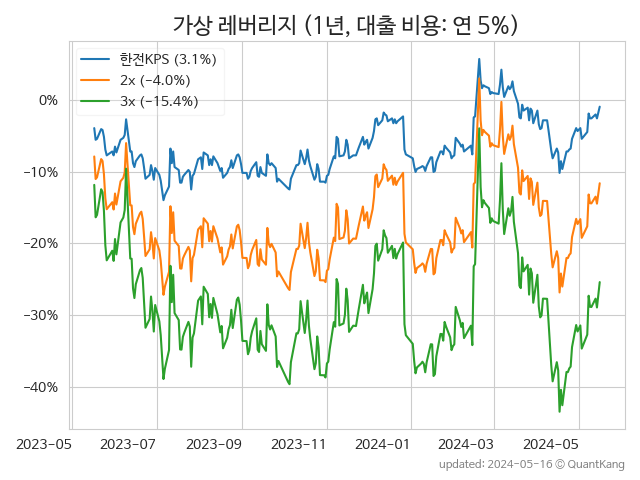 가상 레버리지 (1년, 대출 비용: 연 5%)
한전KPS (3.1%)
2x (−4.0%)
3x (−15.4%)
0%
−10%
−20%
−30%
−40%
2023−05 2023−07 2023−09 2023−11 2024−01 2024−03 2024−05
updated: 2024−05−16 © QuantKang